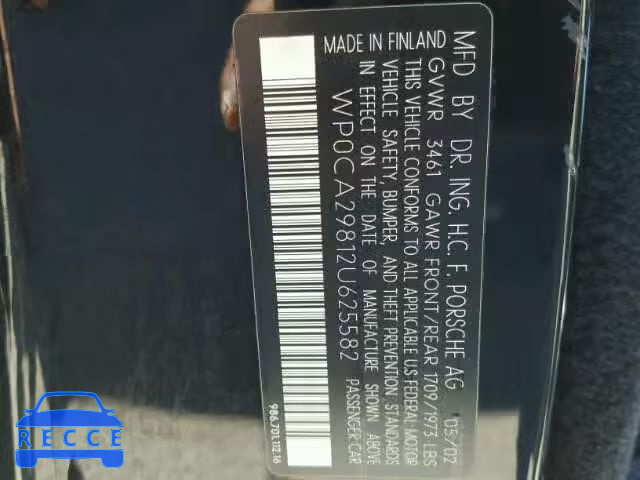 MFD BY DR. ING. H.C. F. PORSCHE AG 05/02
GVWR 3461 GAWR FRONT/REAR 1709/1973 LBS
THIS VEHICLE CONFORMS TO ALL APPLICABLE US FEDERAL MOTOR
VEHICLE SAFETY, BUMPER, AND THEFT PREVENTION STANDARDS
IN EFFECT ON THE DATE OF MANUFACTURE SHOWN ABOVE
MADE IN FINLAND
WP0CA29812U625582
PASSENGER CAR
986.701.112.16
RECCE